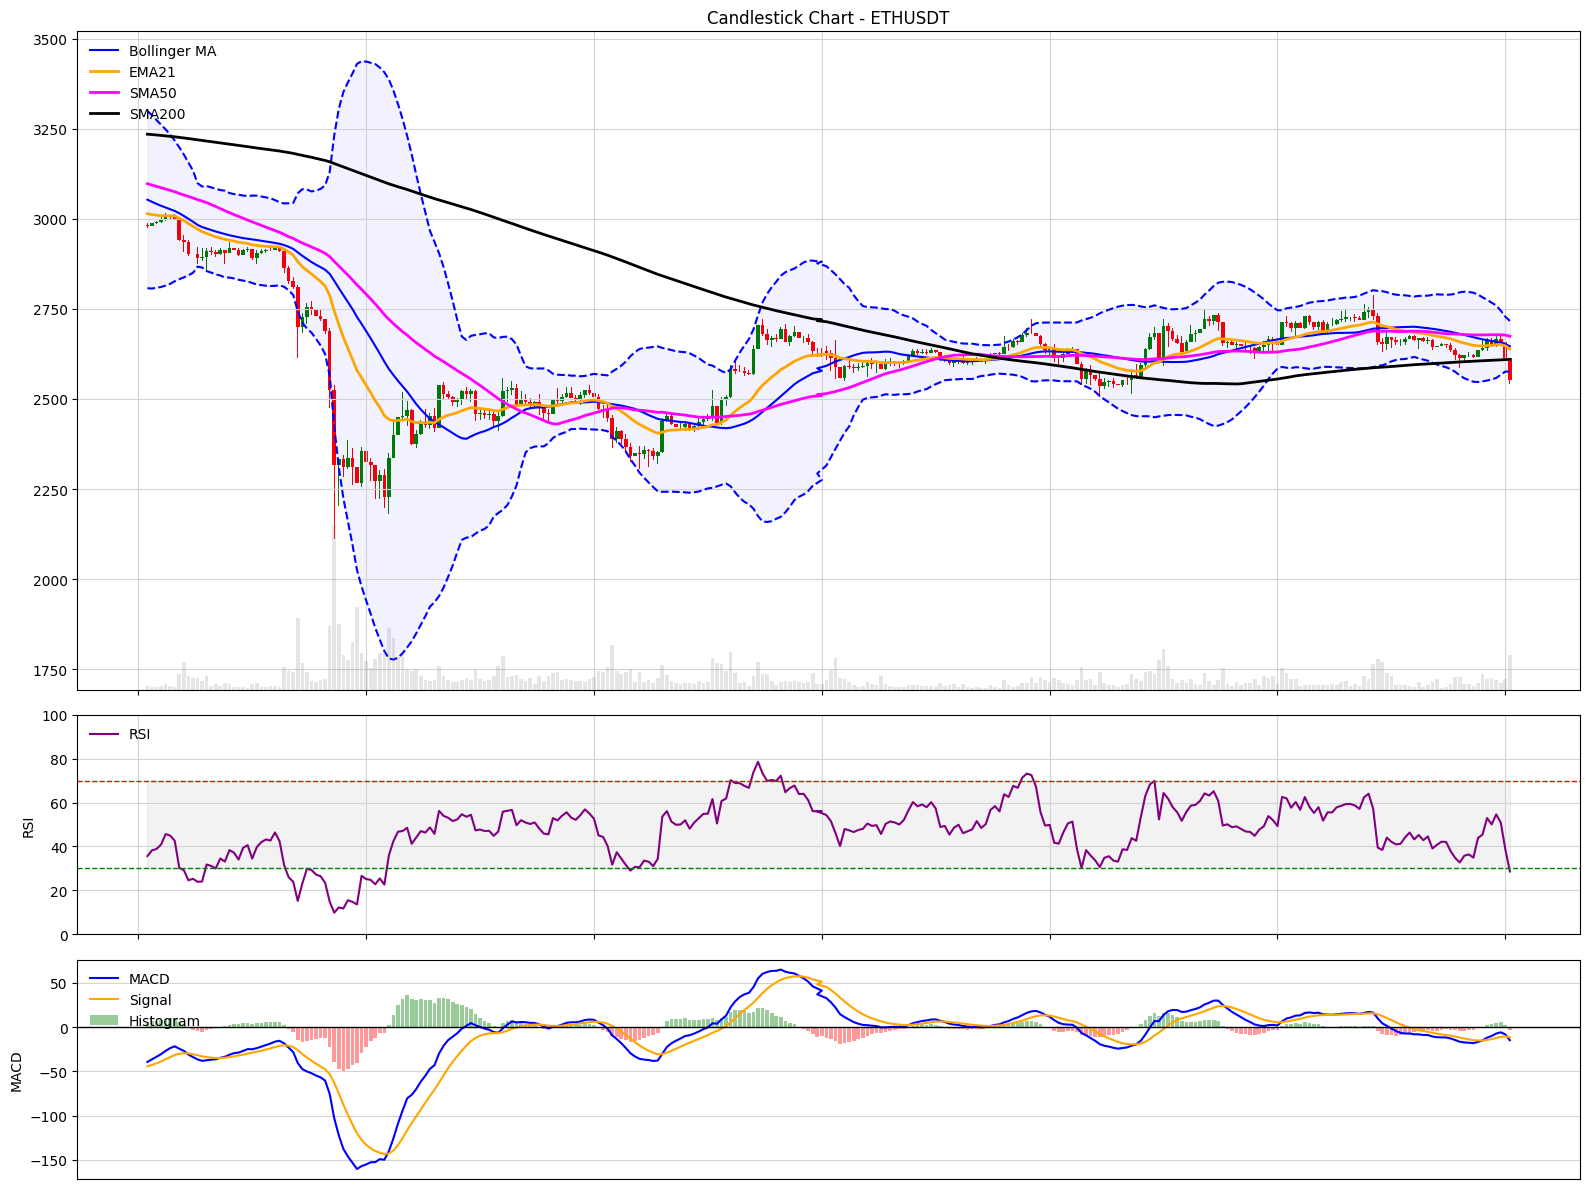 Candlestick Chart - ETHUSDT
3500
3250
3000
2750
2500
2250
2000
1750
Bollinger MA
EMA21
SMA50
SMA200
100
80
60
40
20
0
RSI
RSI
50
0
−50
−100
−150
MACD
MACD
Signal
Histogram